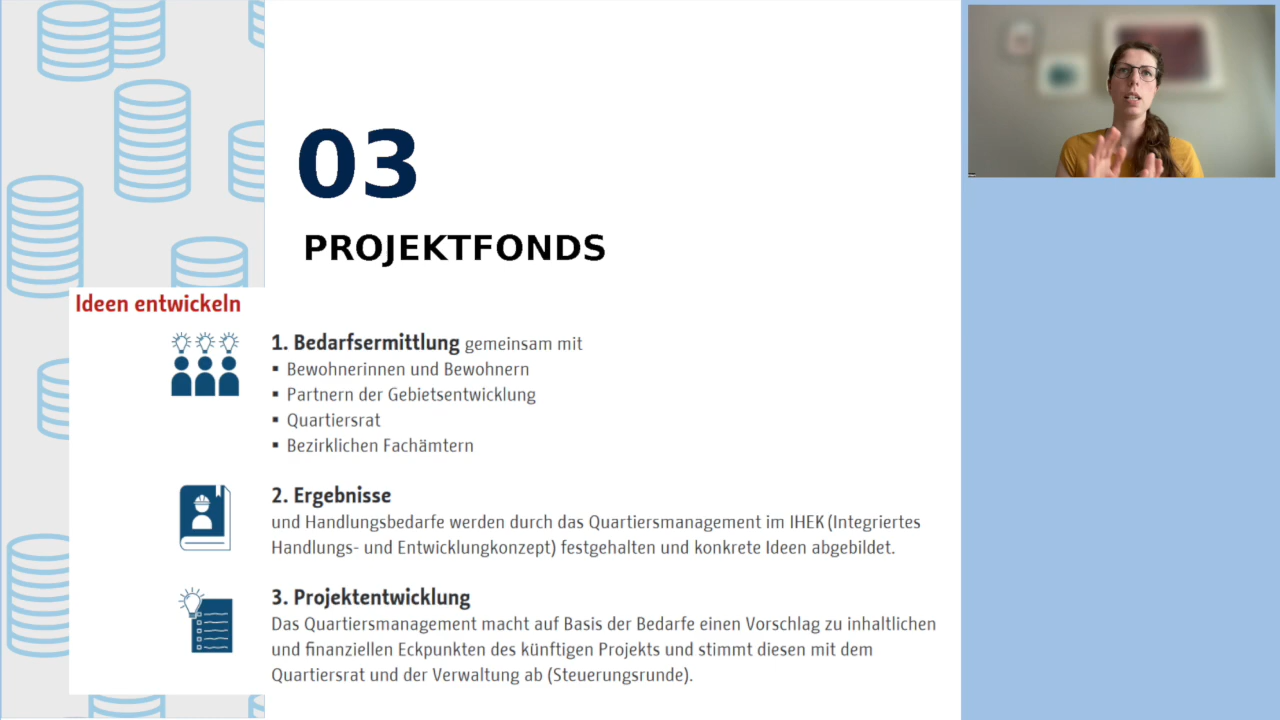 03
PROJEKTFONDS
Ideen entwickeln
1. Bedarfsermittlung gemeinsam mit
▪ Bewohnerinnen und Bewohnern
▪ Partnern der Gebietsentwicklung
▪ Quartiersrat
▪ Bezirklichen Fachämtern
2. Ergebnisse
und Handlungsbedarfe werden durch das Quartiersmanagement im IHEK (Integriertes
Handlungs- und Entwicklungkonzept) festgehalten und konkrete Ideen abgebildet.
3. Projektentwicklung
Das Quartiersmanagement macht auf Basis der Bedarfe einen Vorschlag zu inhaltlichen
und finanziellen Eckpunkten des künftigen Projekts und stimmt diesen mit dem
Quartiersrat und der Verwaltung ab (Steuerungsrunde).